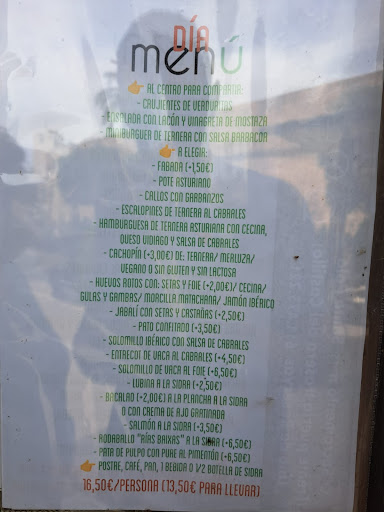 DÍA
menú
👉 AL CENTRO PARA COMPARTIR:
- CRUJIENTES DE VERDURITAS
- ENSALADA CON LACÓN Y VINAGRETA DE MOSTAZA
- MINIBURGUER DE TERNERA CON SALSA BARBACOA
👉 A ELEGIR:
- FABADA (+1,50€)
- POTE ASTURIANO
- CALLOS CON GARBANZOS
- ESCALOPINES DE TERNERA AL CABRALES
- HAMBURGUESA DE TERNERA ASTURIANA CON CECINA,
QUESO VIDIAGO Y SALSA DE CABRALES
- CACHOPÍN (+3,00€) DE: TERNERA/ MERLUZA/
VEGANO O SIN GLUTEN Y SIN LACTOSA
- HUEVOS ROTOS CON: SETAS Y FOIE (+2,00€)/ CECINA/
GULAS Y GAMBAS/ MORCILLA MATACHANA/ JAMÓN IBÉRICO
- JABALÍ CON SETAS Y CASTAÑAS (+2,50€)
- PATO CONFITADO (+3,50€)
- SOLOMILLO IBÉRICO CON SALSA DE CABRALES
- ENTRECOT DE VACA AL CABRALES (+4,50€)
- SOLOMILLO DE VACA AL FOIE (+6,50€)
- LUBINA A LA SIDRA (+2,50€)
- BACALAO (+2,00€) A LA PLANCHA A LA SIDRA
O CON CREMA DE AJO GRATINADA
- SALMÓN A LA SIDRA (+3,50€)
- RODABALLO "RÍAS BAIXAS" A LA SIDRA (+6,50€)
- PATA DE PULPO CON PURE AL PIMENTÓN (+6,50€)
👉 POSTRE, CAFÉ, PAN, 1 BEBIDA O 1/2 BOTELLA DE SIDRA
16,50€/PERSONA (13,50€ PARA LLEVAR)